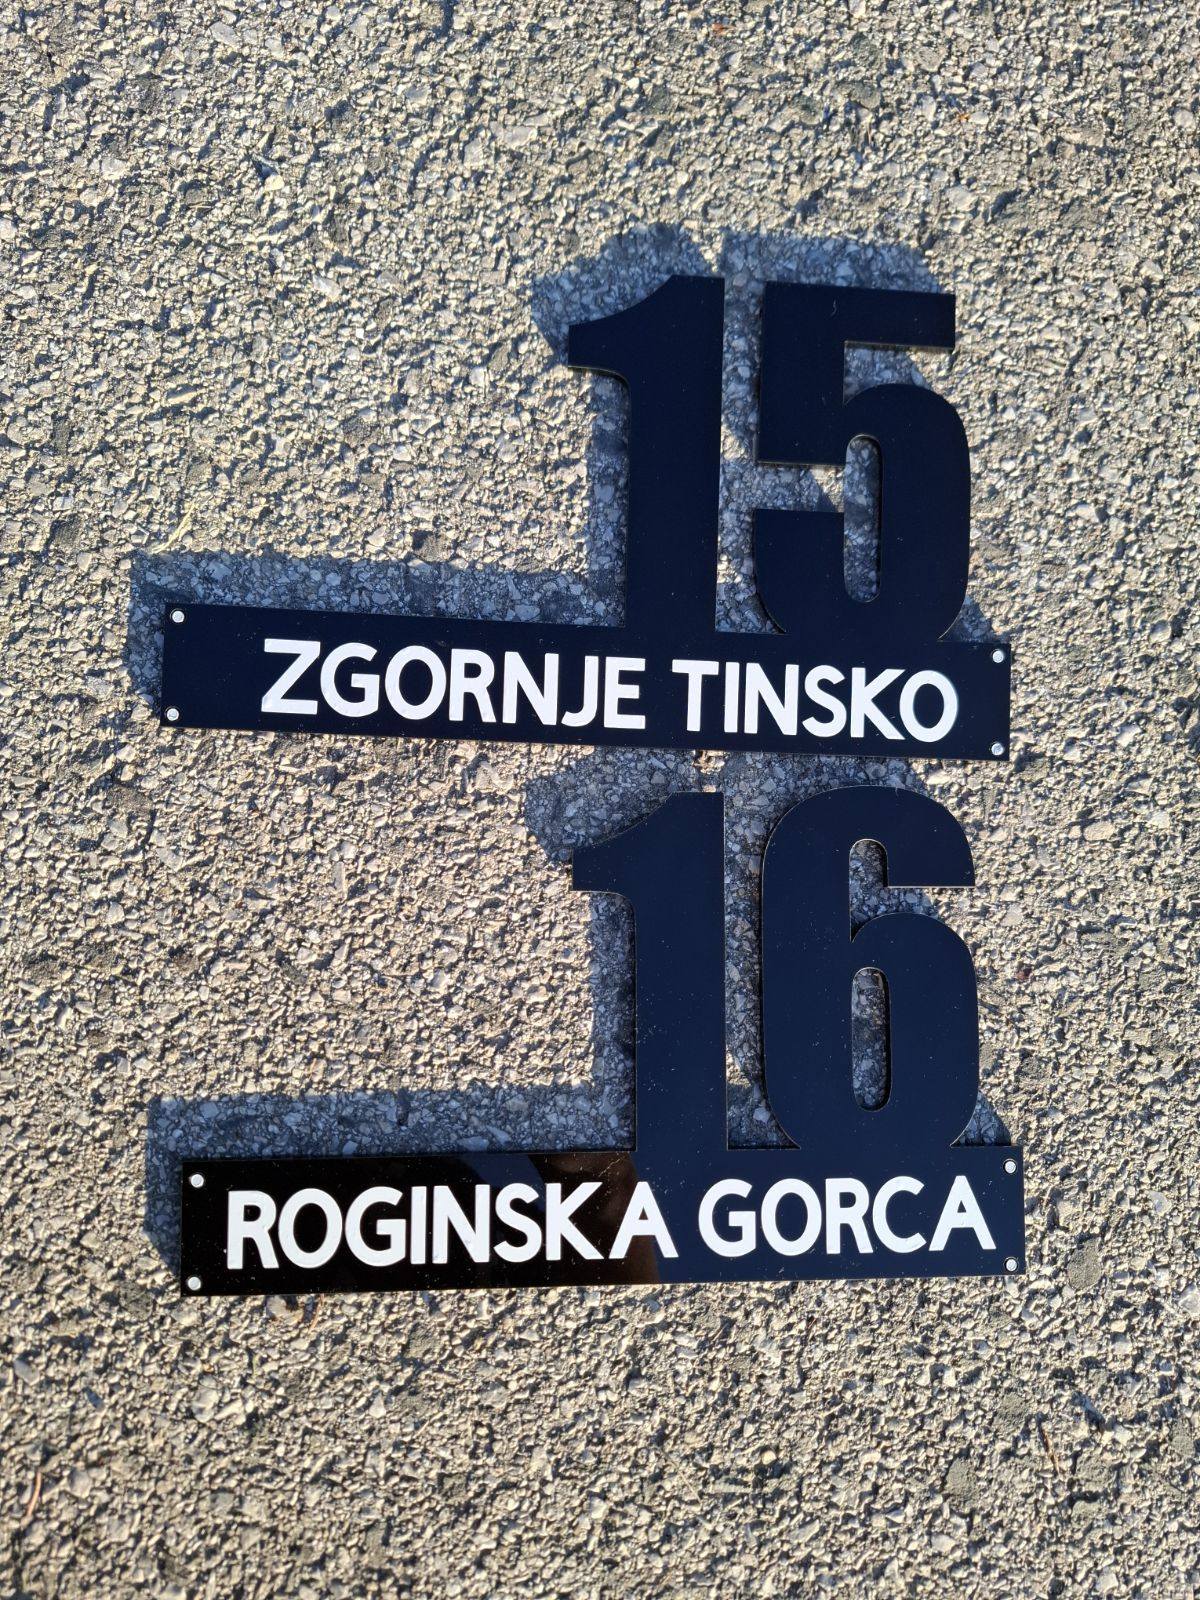 15
ZGORNJE TINSKO
16
ROGINSKA GORCA